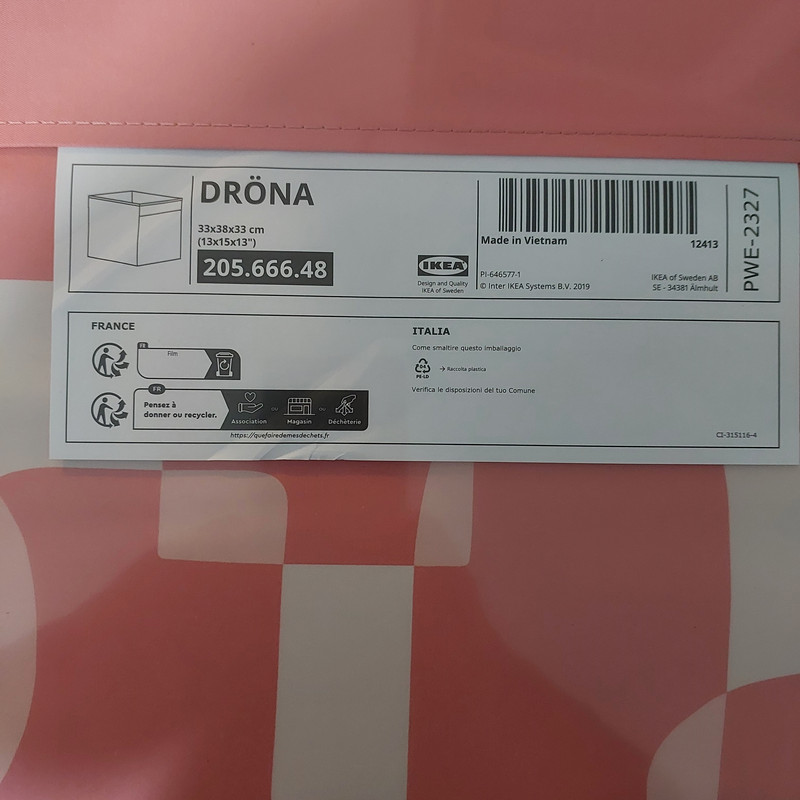 DRÖNA
33x38x33 cm
(13x15x13")
205.666.48
IKEA
Design and Quality
IKEA of Sweden
Made in Vietnam
12413
PI-646577-1
© Inter IKEA Systems B.V. 2019
IKEA of Sweden AB
SE - 34381 Älmhult
PWE-2327
FRANCE
FR
Film
FR
Pensez à
donner ou recycler.
Association
OU
Magasin
OU
Déchèterie
https://quefairedemesdechets.fr
ITALIA
Come smaltire questo imballaggio
04
PE-LD
→ Raccolta plastica
Verifica le disposizioni del tuo Comune
CI-315116-4